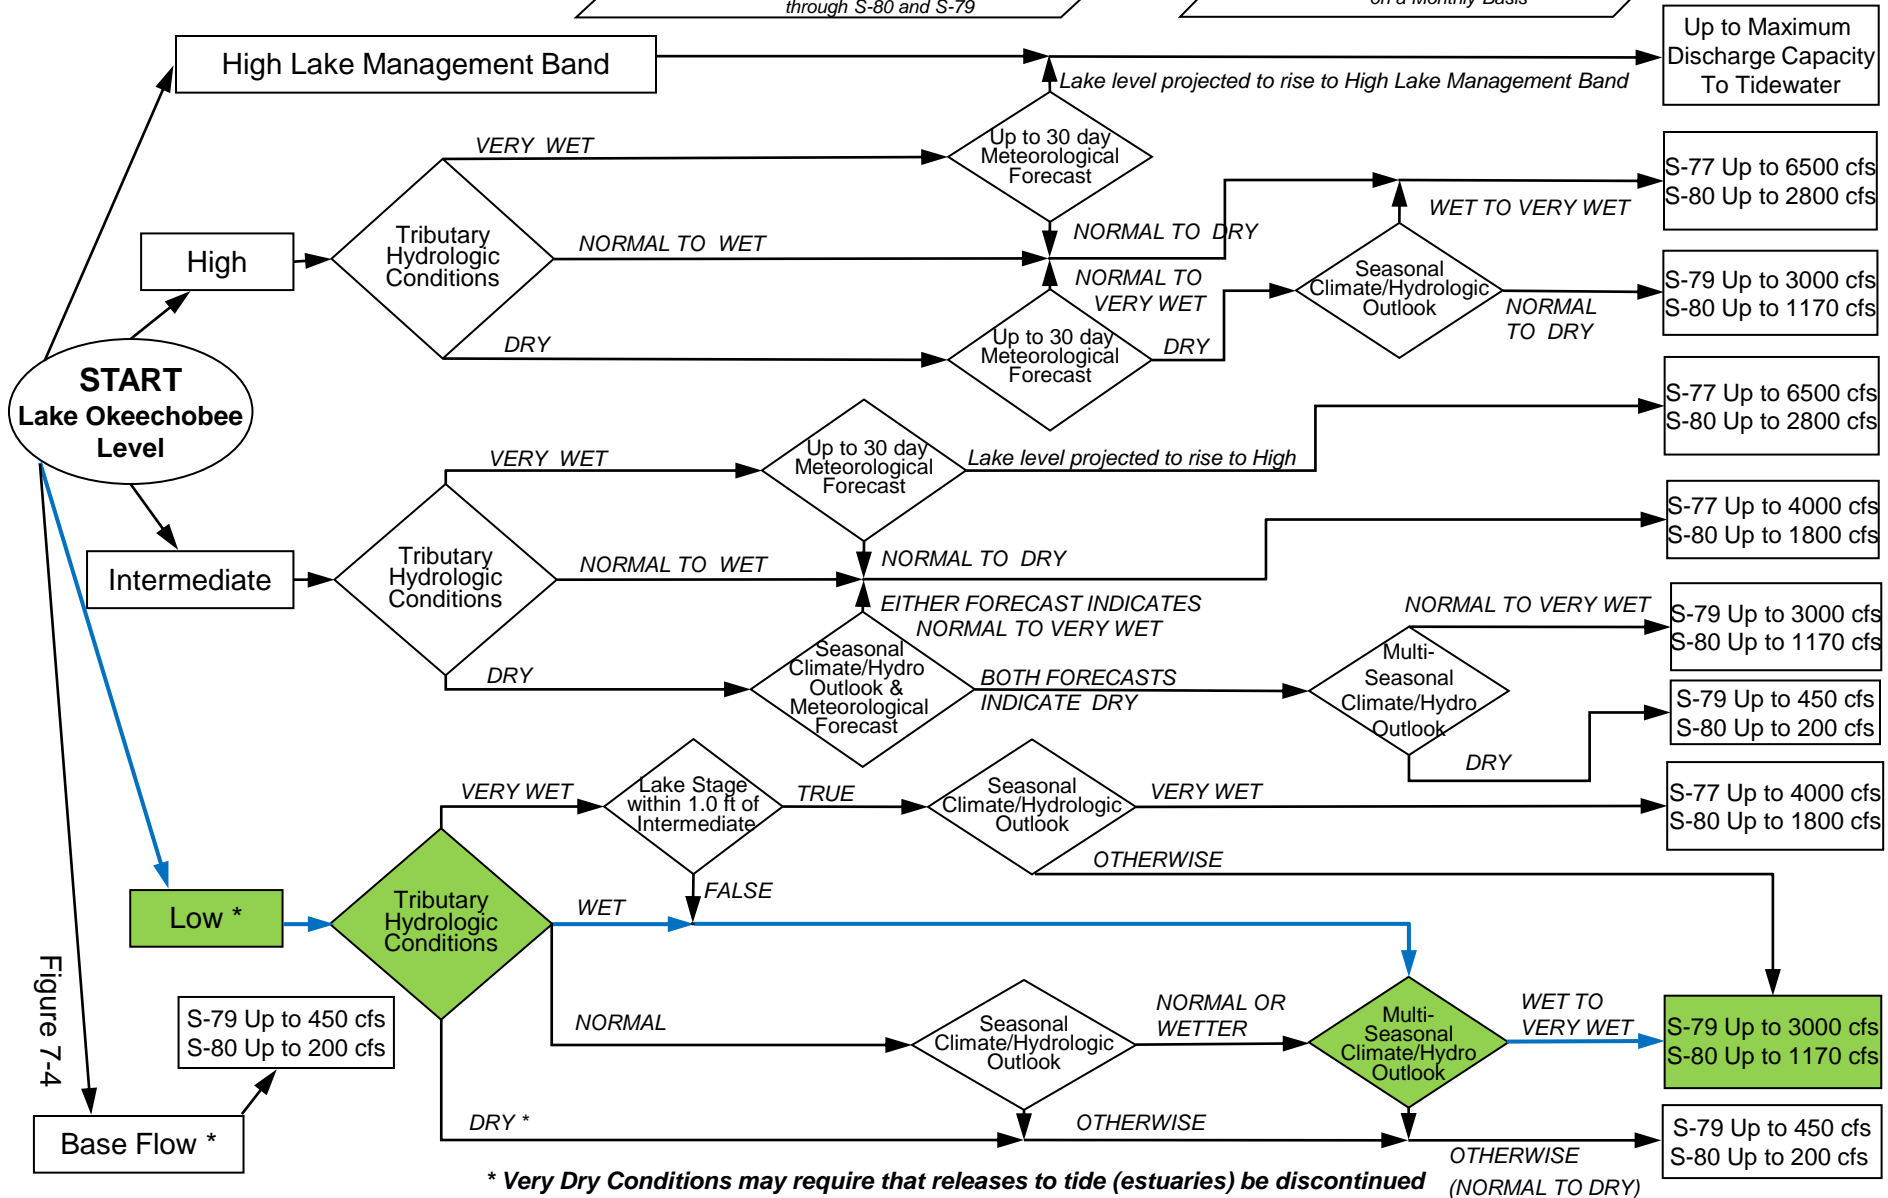 through S-80 and S-79
on a Monthly Basis
High Lake Management Band
Lake level projected to rise to High Lake Management Band
Up to Maximum
Discharge Capacity
To Tidewater
VERY WET
Up to 30 day
Meteorological
Forecast
S-77 Up to 6500 cfs
S-80 Up to 2800 cfs
WET TO VERY WET
High
Tributary
Hydrologic
Conditions
NORMAL TO WET
NORMAL TO DRY
NORMAL TO
VERY WET
Seasonal
Climate/Hydrologic
Outlook
NORMAL
TO DRY
S-79 Up to 3000 cfs
S-80 Up to 1170 cfs
DRY
Up to 30 day
Meteorological
Forecast
DRY
START
Lake Okeechobee
Level
S-77 Up to 6500 cfs
S-80 Up to 2800 cfs
VERY WET
Up to 30 day
Meteorological
Forecast
Lake level projected to rise to High
S-77 Up to 4000 cfs
S-80 Up to 1800 cfs
Intermediate
Tributary
Hydrologic
Conditions
NORMAL TO WET
NORMAL TO DRY
EITHER FORECAST INDICATES
NORMAL TO VERY WET
NORMAL TO VERY WET
S-79 Up to 3000 cfs
S-80 Up to 1170 cfs
DRY
Seasonal
Climate/Hydro
Outlook &
Meteorological
Forecast
BOTH FORECASTS
INDICATE DRY
Multi-
Seasonal
Climate/Hydro
Outlook
DRY
S-79 Up to 450 cfs
S-80 Up to 200 cfs
VERY WET
Lake Stage
within 1.0 ft of
Intermediate
TRUE
Seasonal
Climate/Hydrologic
Outlook
VERY WET
S-77 Up to 4000 cfs
S-80 Up to 1800 cfs
OTHERWISE
FALSE
Low *
Tributary
Hydrologic
Conditions
WET
NORMAL
Seasonal
Climate/Hydrologic
Outlook
NORMAL OR
WETTER
Multi-
Seasonal
Climate/Hydro
Outlook
WET TO
VERY WET
S-79 Up to 3000 cfs
S-80 Up to 1170 cfs
Figure 7-4
S-79 Up to 450 cfs
S-80 Up to 200 cfs
Base Flow *
DRY *
OTHERWISE
OTHERWISE
(NORMAL TO DRY)
S-79 Up to 450 cfs
S-80 Up to 200 cfs
* Very Dry Conditions may require that releases to tide (estuaries) be discontinued